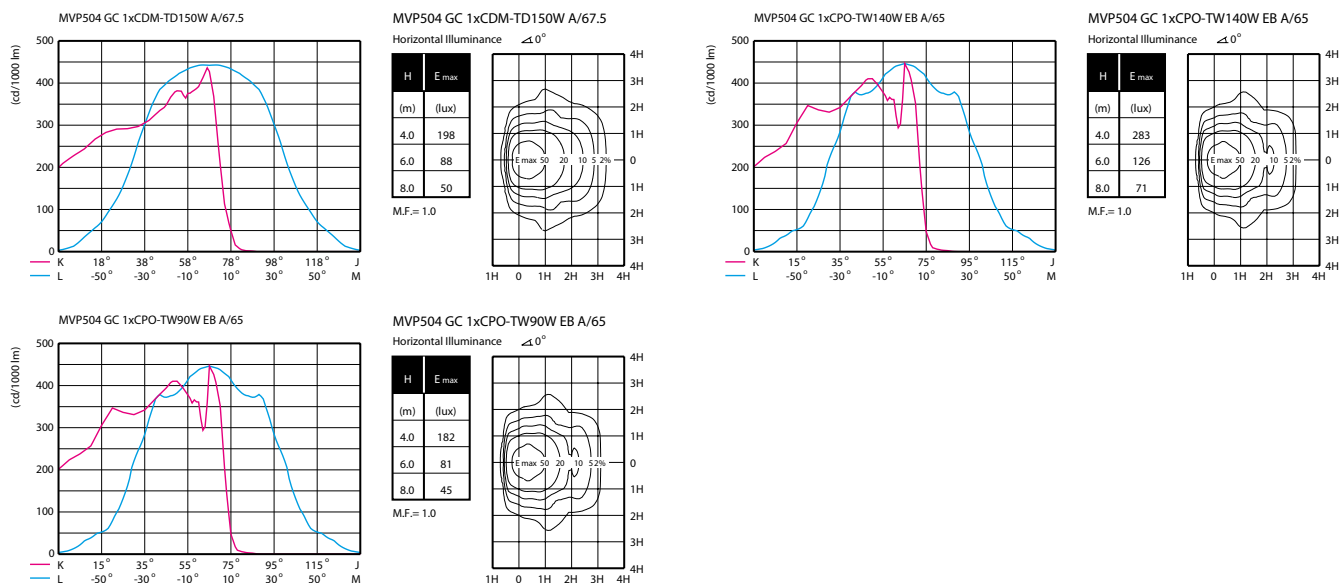 MVP504 GC 1xCDM-TD150W A/67.5
(cd/1000 lm)
500
400
300
200
100
0
K 18° 38° 58° 78° 98° 118° J
L -50° -30° -10° 10° 30° 50° M
MVP504 GC 1xCDM-TD150W A/67.5
Horizontal Illuminance ∠0°
H E max
(m) (lux)
4.0 198
6.0 88
8.0 50
M.F.= 1.0
4H
3H
2H
1H
E max 50 20 10 5 2% 0
1H
2H
3H
4H
1H 0 1H 2H 3H 4H
MVP504 GC 1xCPO-TW140W EB A/65
(cd/1000 lm)
500
400
300
200
100
0
K 15° 35° 55° 75° 95° 115° J
L -50° -30° -10° 10° 30° 50° M
MVP504 GC 1xCPO-TW140W EB A/65
Horizontal Illuminance ∠0°
H E max
(m) (lux)
4.0 283
6.0 126
8.0 71
M.F.= 1.0
4H
3H
2H
1H
E max 50 20 10 5 2% 0
1H
2H
3H
4H
1H 0 1H 2H 3H 4H
MVP504 GC 1xCPO-TW90W EB A/65
(cd/1000 lm)
500
400
300
200
100
0
K 15° 35° 55° 75° 95° 115° J
L -50° -30° -10° 10° 30° 50° M
MVP504 GC 1xCPO-TW90W EB A/65
Horizontal Illuminance ∠0°
H E max
(m) (lux)
4.0 182
6.0 81
8.0 45
M.F.= 1.0
4H
3H
2H
1H
E max 50 20 10 5 2% 0
1H
2H
3H
4H
1H 0 1H 2H 3H 4H